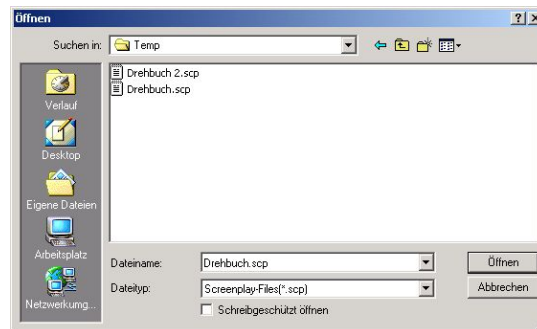 Öffnen
Suchen in: Temp
Verlauf
Desktop
Eigene Dateien
Arbeitsplatz
Netzwerkumg...
Drehbuch 2.scp
Drehbuch.scp
Dateiname: Drehbuch.scp Öffnen
Dateityp: Screenplay-Files(*.scp) Abbrechen
Schreibgeschützt öffnen